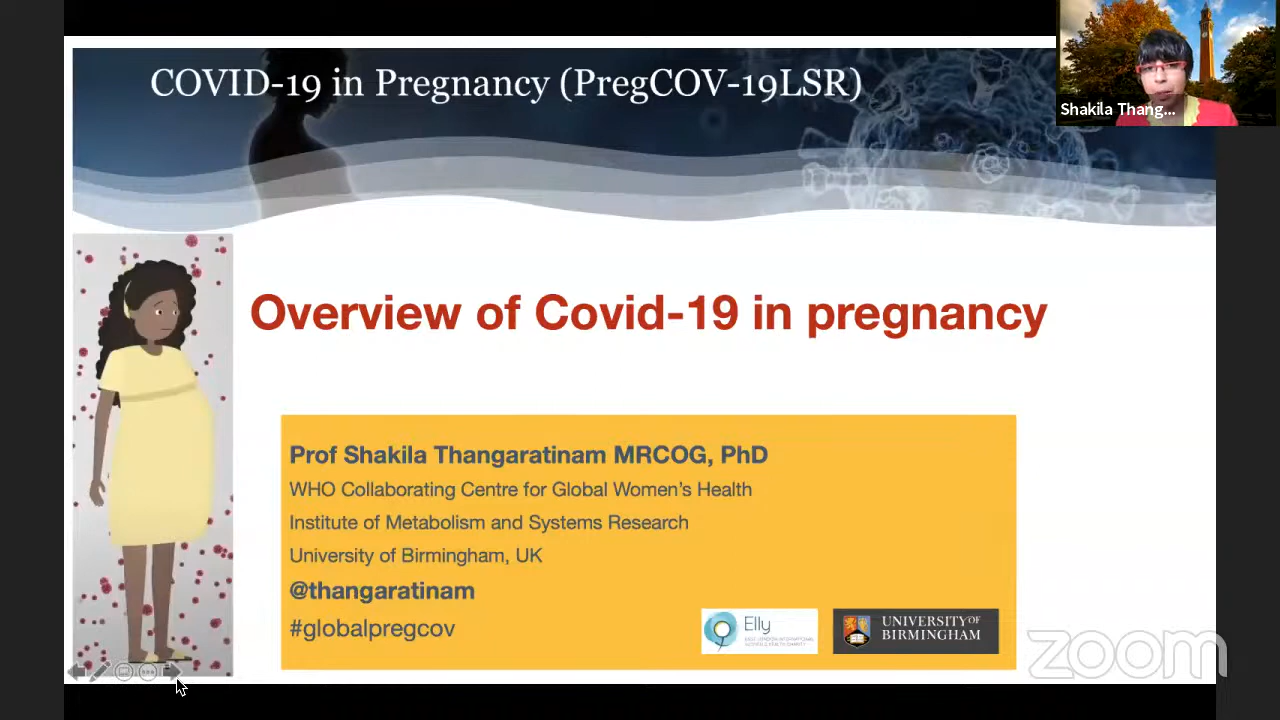 COVID-19 in Pregnancy (PregCOV-19LSR)
Shakila Thang...
Overview of Covid-19 in pregnancy
Prof Shakila Thangaratinam MRCOG, PhD
WHO Collaborating Centre for Global Women's Health
Institute of Metabolism and Systems Research
University of Birmingham, UK
@thangaratinam
#globalpregcov
Elly
UNIVERSITY OF
BIRMINGHAM
zoom